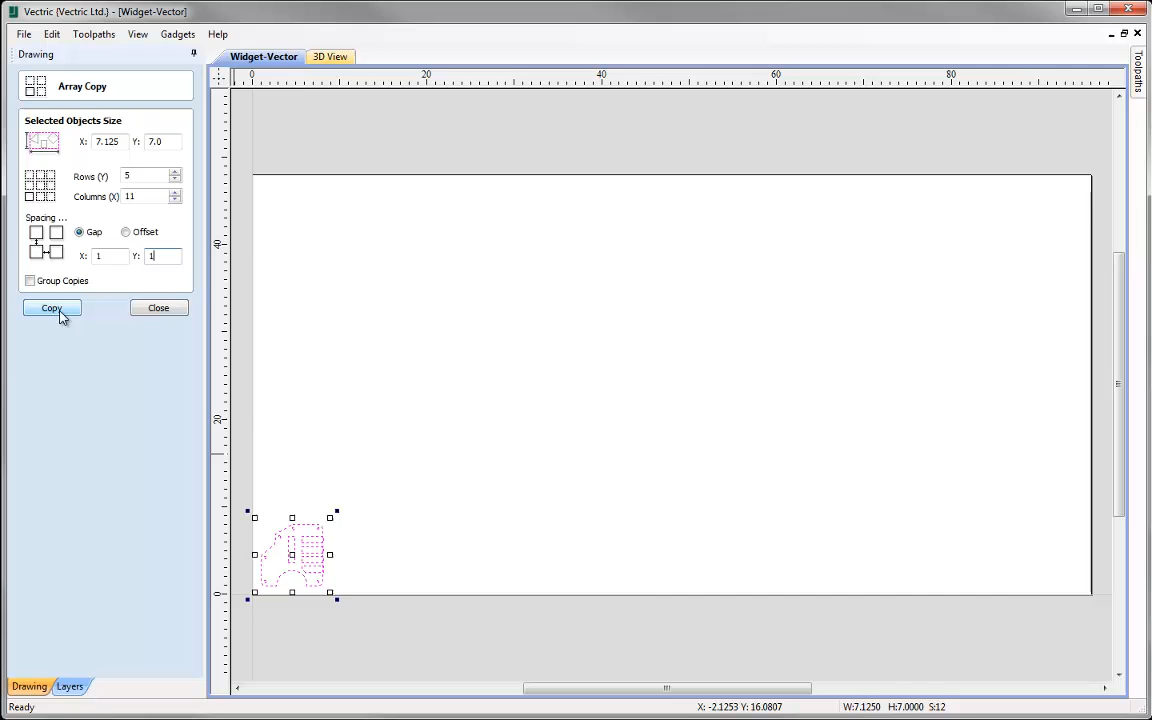 Vectric {Vectric Ltd.} - [Widget-Vector]
File Edit Toolpaths View Gadgets Help
Drawing
Widget-Vector 3D View
Toolpaths
0 20 40 60 80
Array Copy
Selected Objects Size
X: 7.125 Y: 7.0
Rows (Y) 5
Columns (X) 11
Spacing ...
Gap Offset
X: 1 Y: 1
Group Copies
Copy Close
40
20
0
Drawing Layers
Ready X: -2.1253 Y: 16.0807 W:7.1250 H:7.0000 S:12